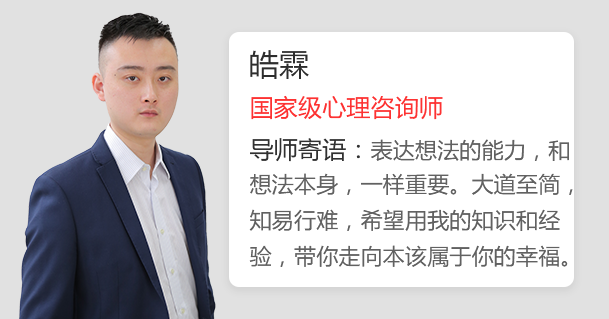 皓霖
国家级心理咨询师
导师寄语：表达想法的能力，和
想法本身，一样重要。大道至简，
知易行难，希望用我的知识和经
验，带你走向本该属于你的幸福。